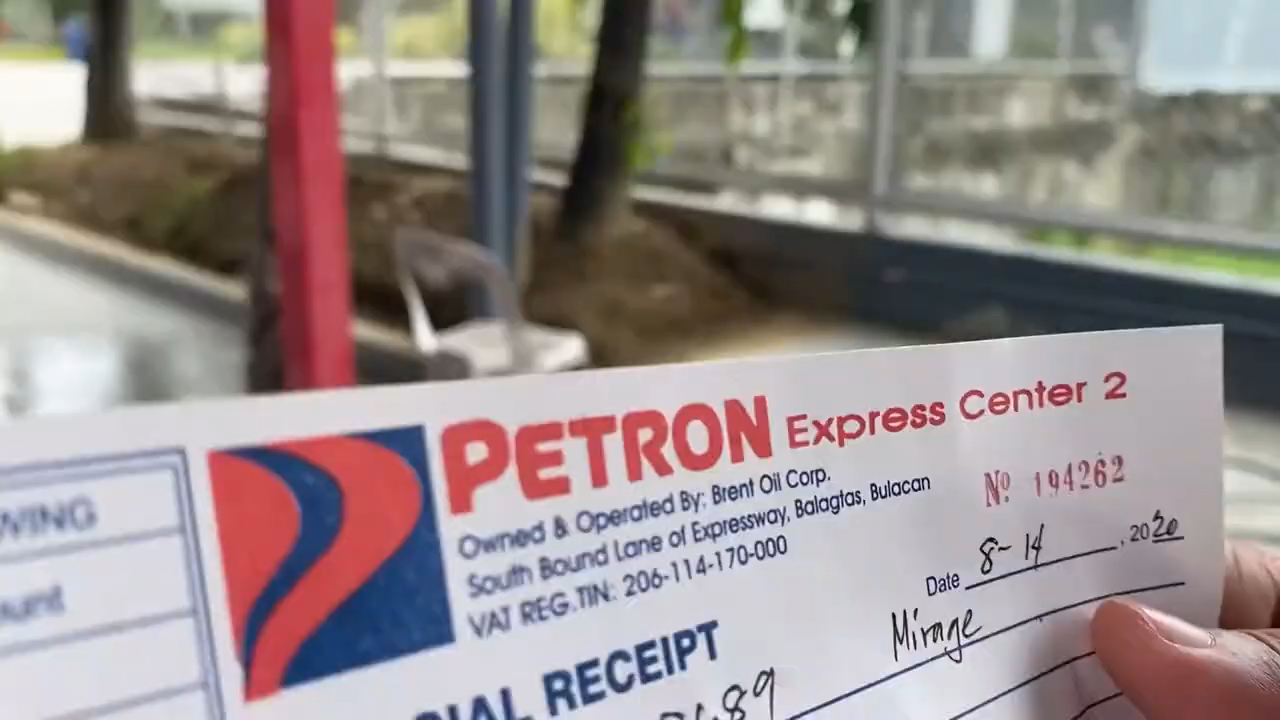 PETRON Express Center 2
Owned & Operated By: Brent Oil Corp.
South Bound Lane of Expressway, Balagtas, Bulacan
VAT REG.TIN: 206-114-170-000
Nº 194262
Date 8-14, 2020
Mirage
RECEIPT